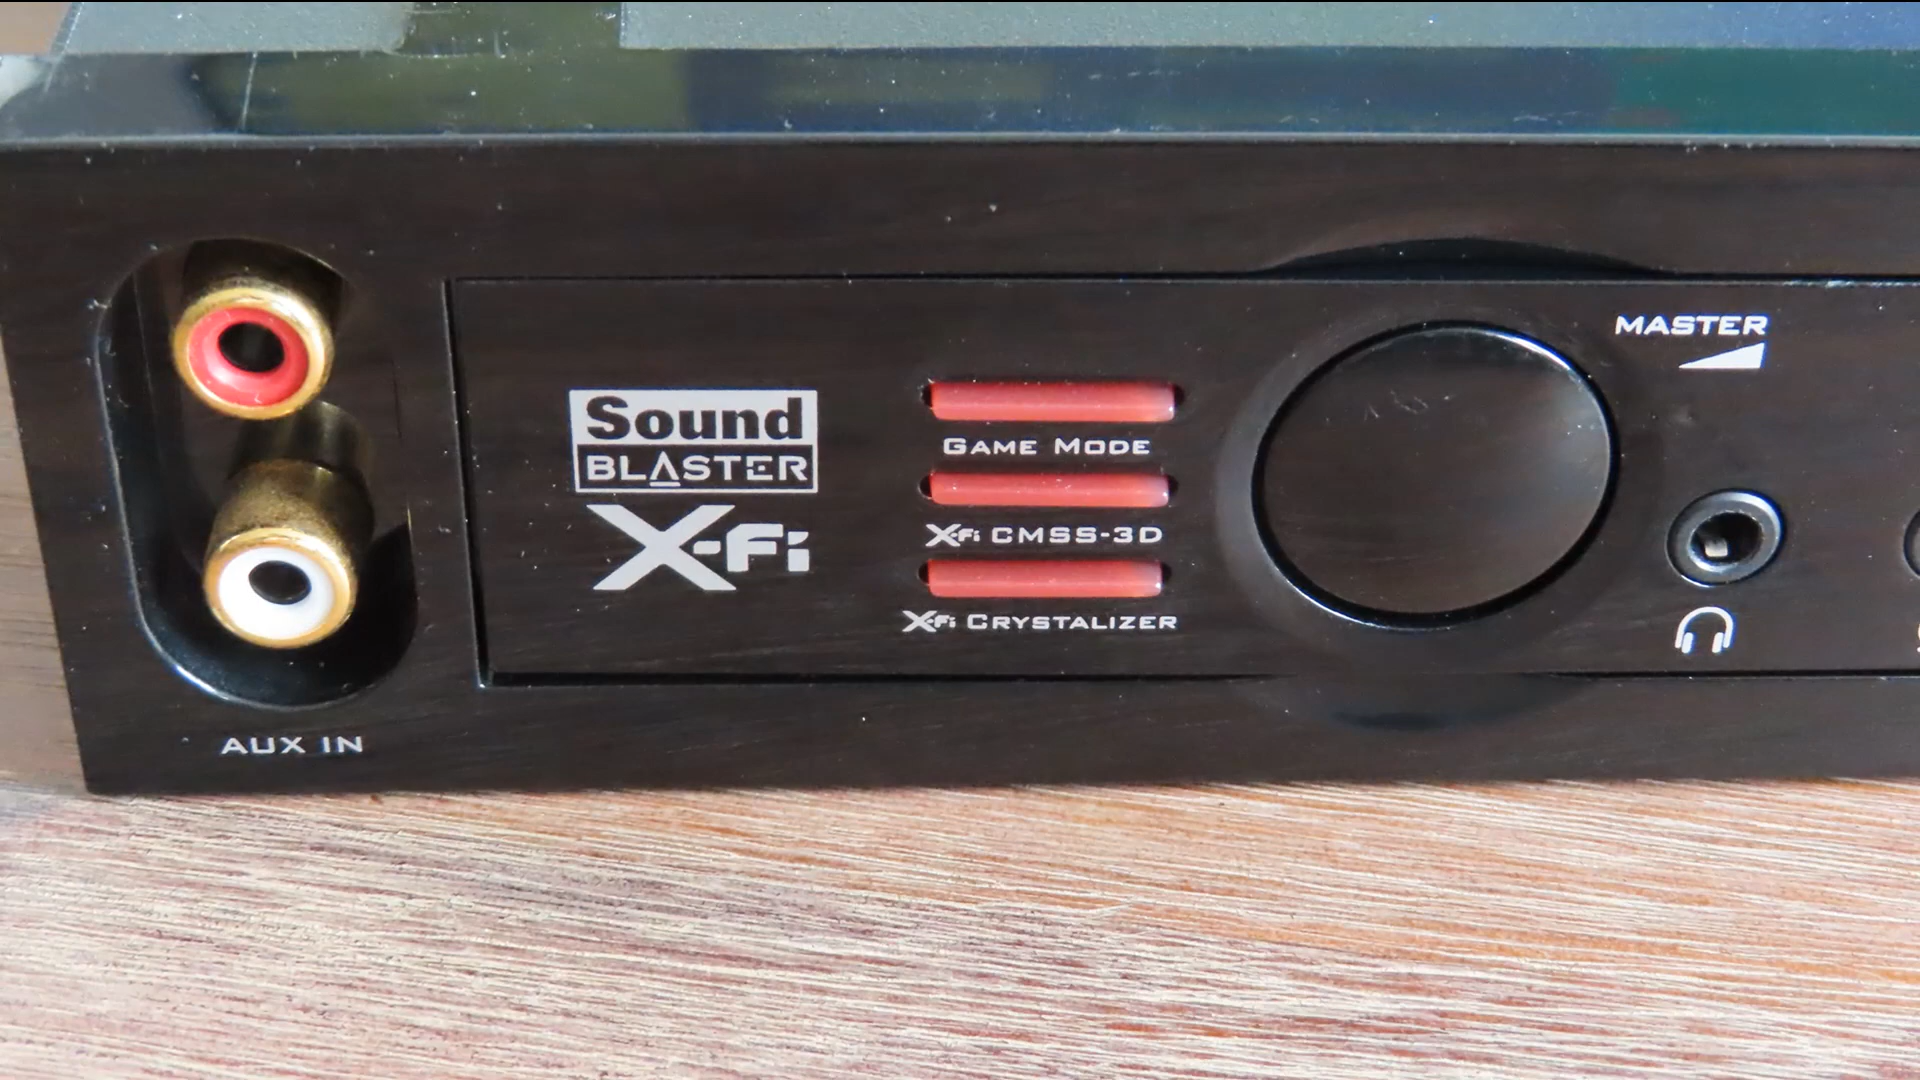 Sound
BLASTER
X-Fi
GAME MODE
X-Fi CMSS-3D
X-Fi CRYSTALIZER
MASTER
AUX IN